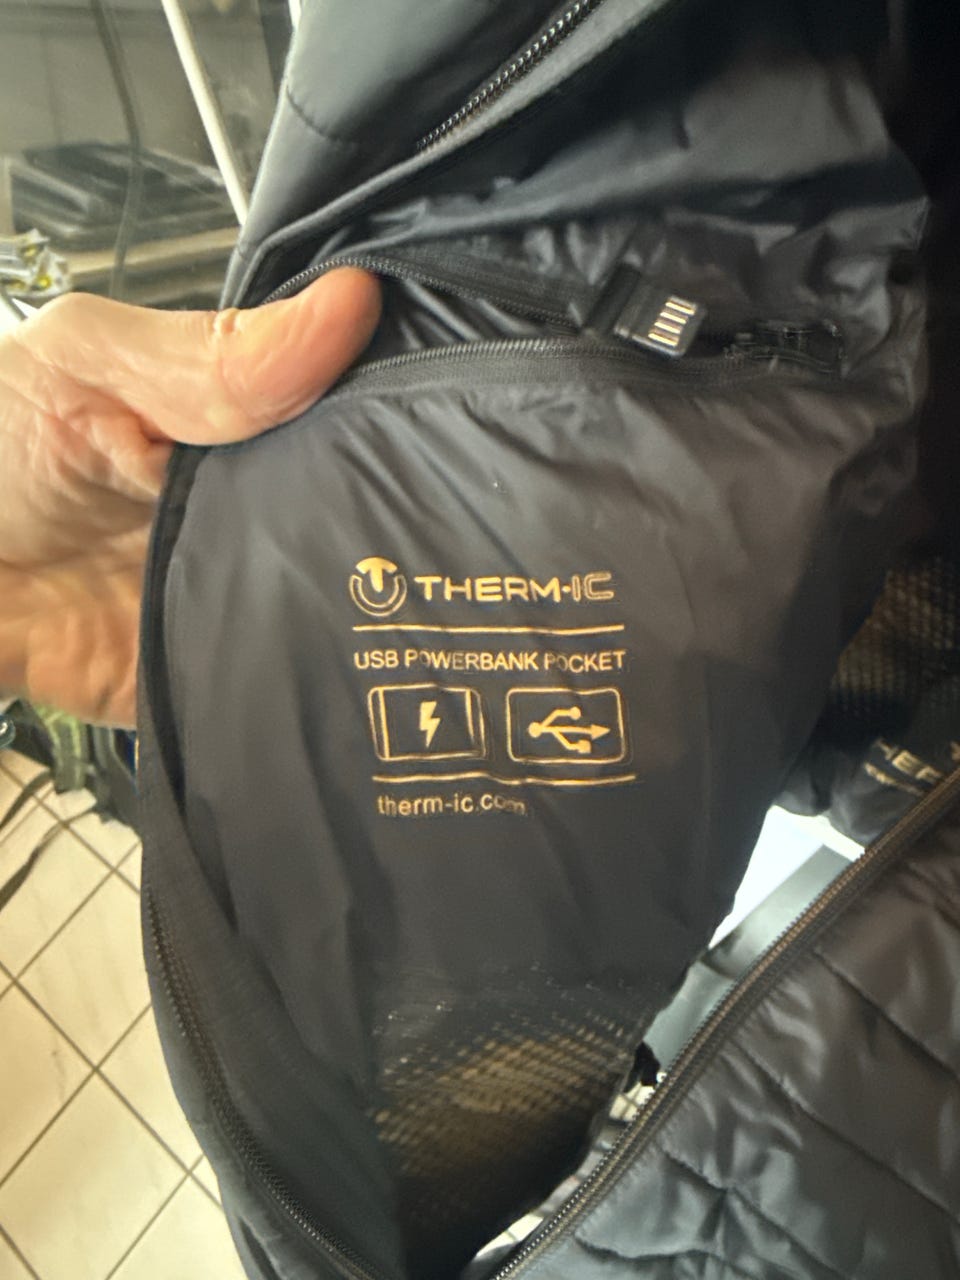 THERM-IC
USB POWERBANK POCKET
therm-ic.com